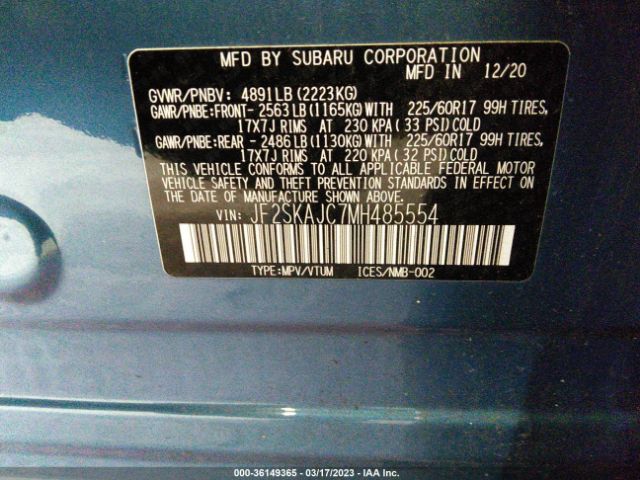 MFD BY SUBARU CORPORATION
MFD IN 12/20
GVWR/PNBV: 4891LB(2223KG)
GAWR/PNBE:FRONT- 2563LB(1165KG)WITH 225/60R17 99H TIRES,
17X7J RIMS AT 230 KPA(33 PSI)COLD
GAWR/PNBE:REAR - 2486LB(1130KG)WITH 225/60R17 99H TIRES,
17X7J RIMS AT 220 KPA(32 PSI)COLD
THIS VEHICLE CONFORMS TO ALL APPLICABLE FEDERAL MOTOR
VEHICLE SAFETY AND THEFT PREVENTION STANDARDS IN EFFECT
ON THE DATE OF MANUFACTURE SHOWN ABOVE.
VIN: JF2SKAJC7MH485554
TYPE:MPV/VTUM ICES/NMB-002
000-36149365 - 03/17/2023 - IAA Inc.